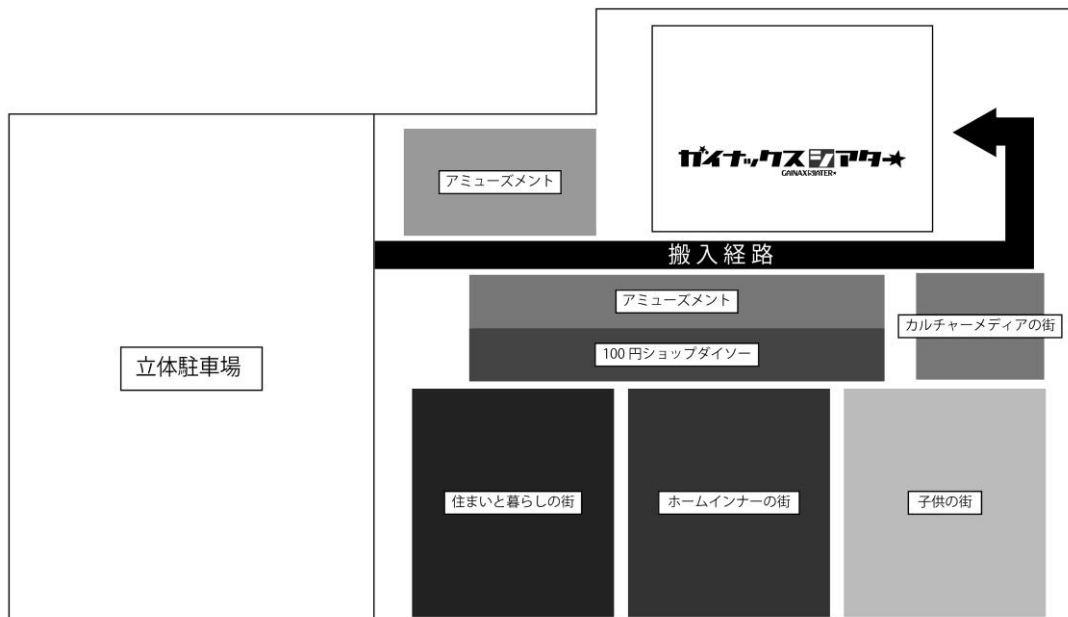 ガイナックスシアター★
GAINAX THEATER★
アミューズメント
搬入経路
アミューズメント
カルチャーメディアの街
100円ショップダイソー
立体駐車場
住まいと暮らしの街
ホームインナーの街
子供の街